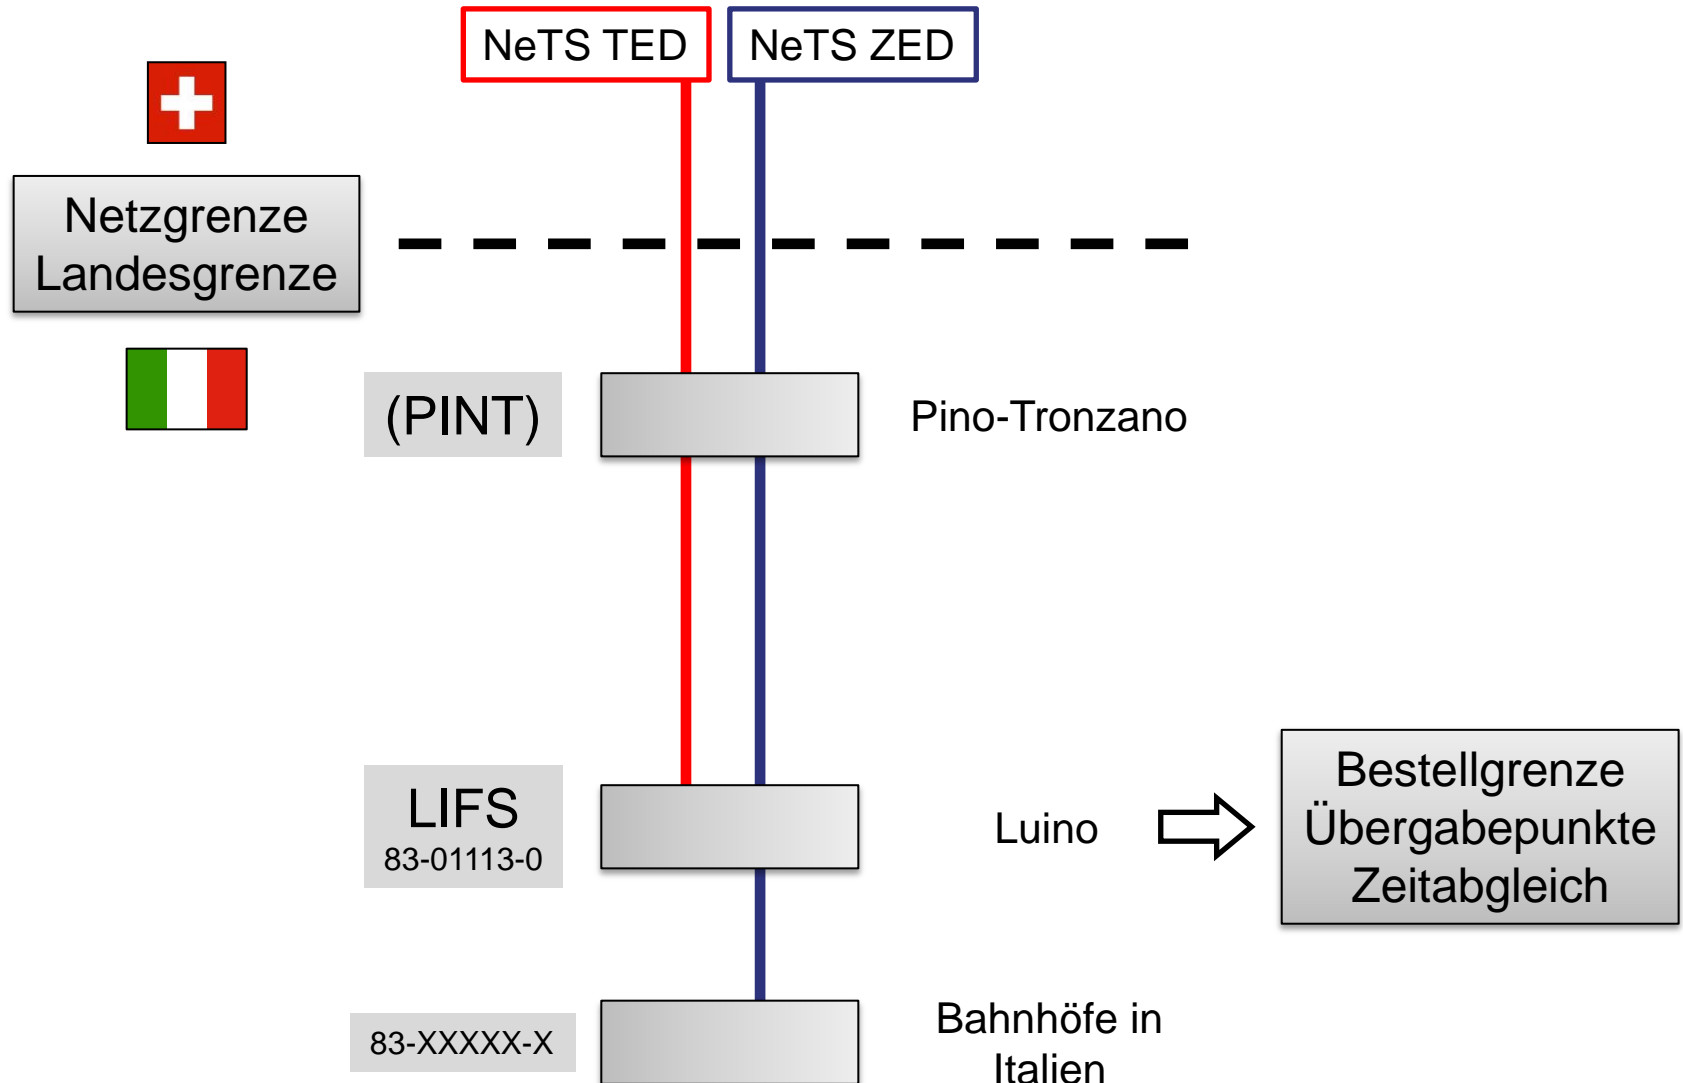 NeTS TED
NeTS ZED
Netzgrenze
Landesgrenze
(PINT)
Pino-Tronzano
LIFS
83-01113-0
Luino
Bestellgrenze
Übergabepunkte
Zeitabgleich
83-XXXXX-X
Bahnhöfe in
Italien